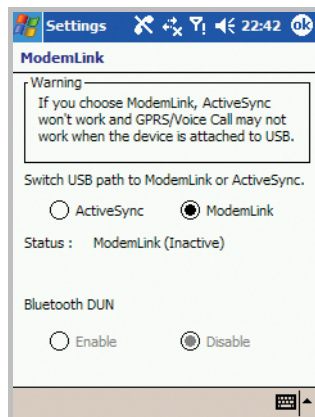 Settings 22:42 ok
ModemLink
Warning
If you choose ModemLink, ActiveSync
won't work and GPRS/Voice Call may not
work when the device is attached to USB.
Switch USB path to ModemLink or ActiveSync.
ActiveSync ModemLink
Status : ModemLink (Inactive)
Bluetooth DUN
Enable Disable